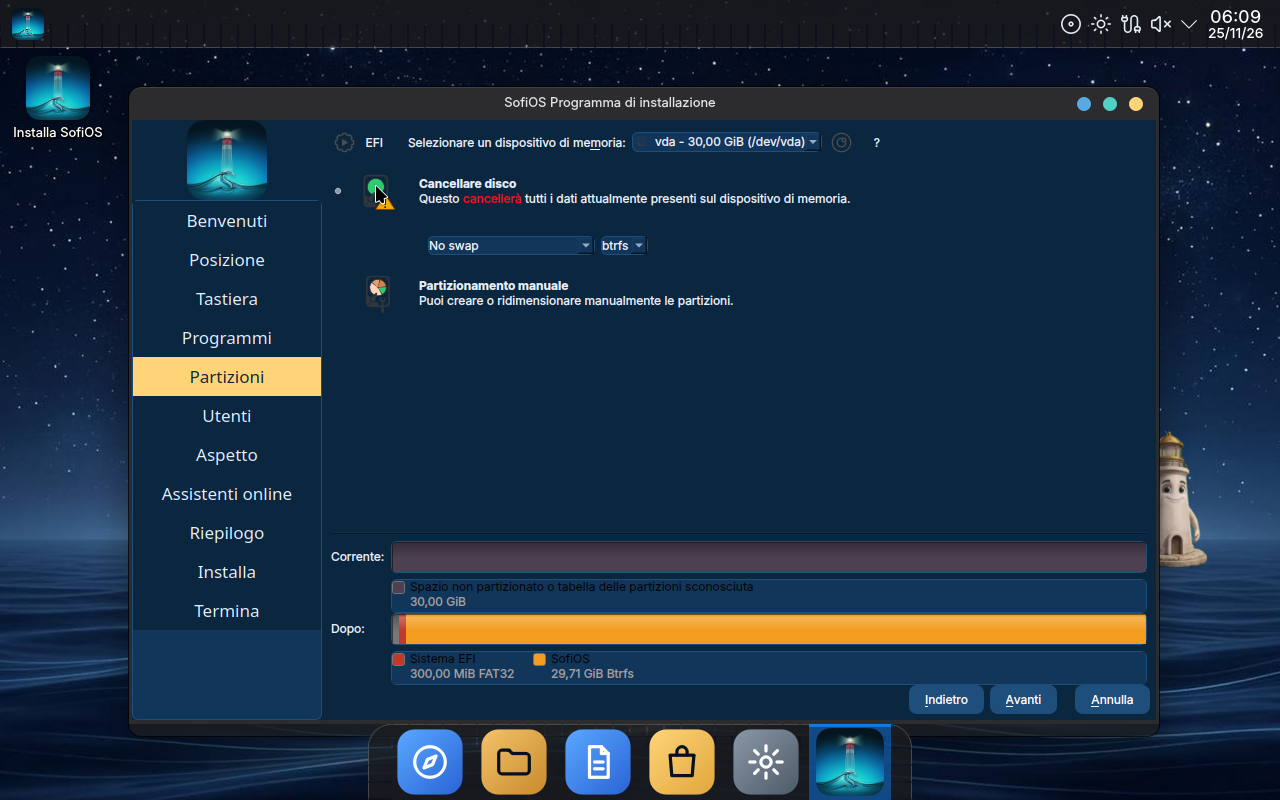 06:09
25/11/26
Installa SofiOS
SofiOS Programma di installazione
EFI
Selezionare un dispositivo di memoria:
vda - 30,00 GiB (/dev/vda)
?
Cancellare disco
Questo cancellerà tutti i dati attualmente presenti sul dispositivo di memoria.
No swap
btrfs
Partizionamento manuale
Puoi creare o ridimensionare manualmente le partizioni.
Benvenuti
Posizione
Tastiera
Programmi
Partizioni
Utenti
Aspetto
Assistenti online
Riepilogo
Installa
Termina
Corrente:
Spazio non partizionato o tabella delle partizioni sconosciuta
30,00 GiB
Dopo:
Sistema EFI
300,00 MiB FAT32
SofiOS
29,71 GiB Btrfs
Indietro
Avanti
Annulla